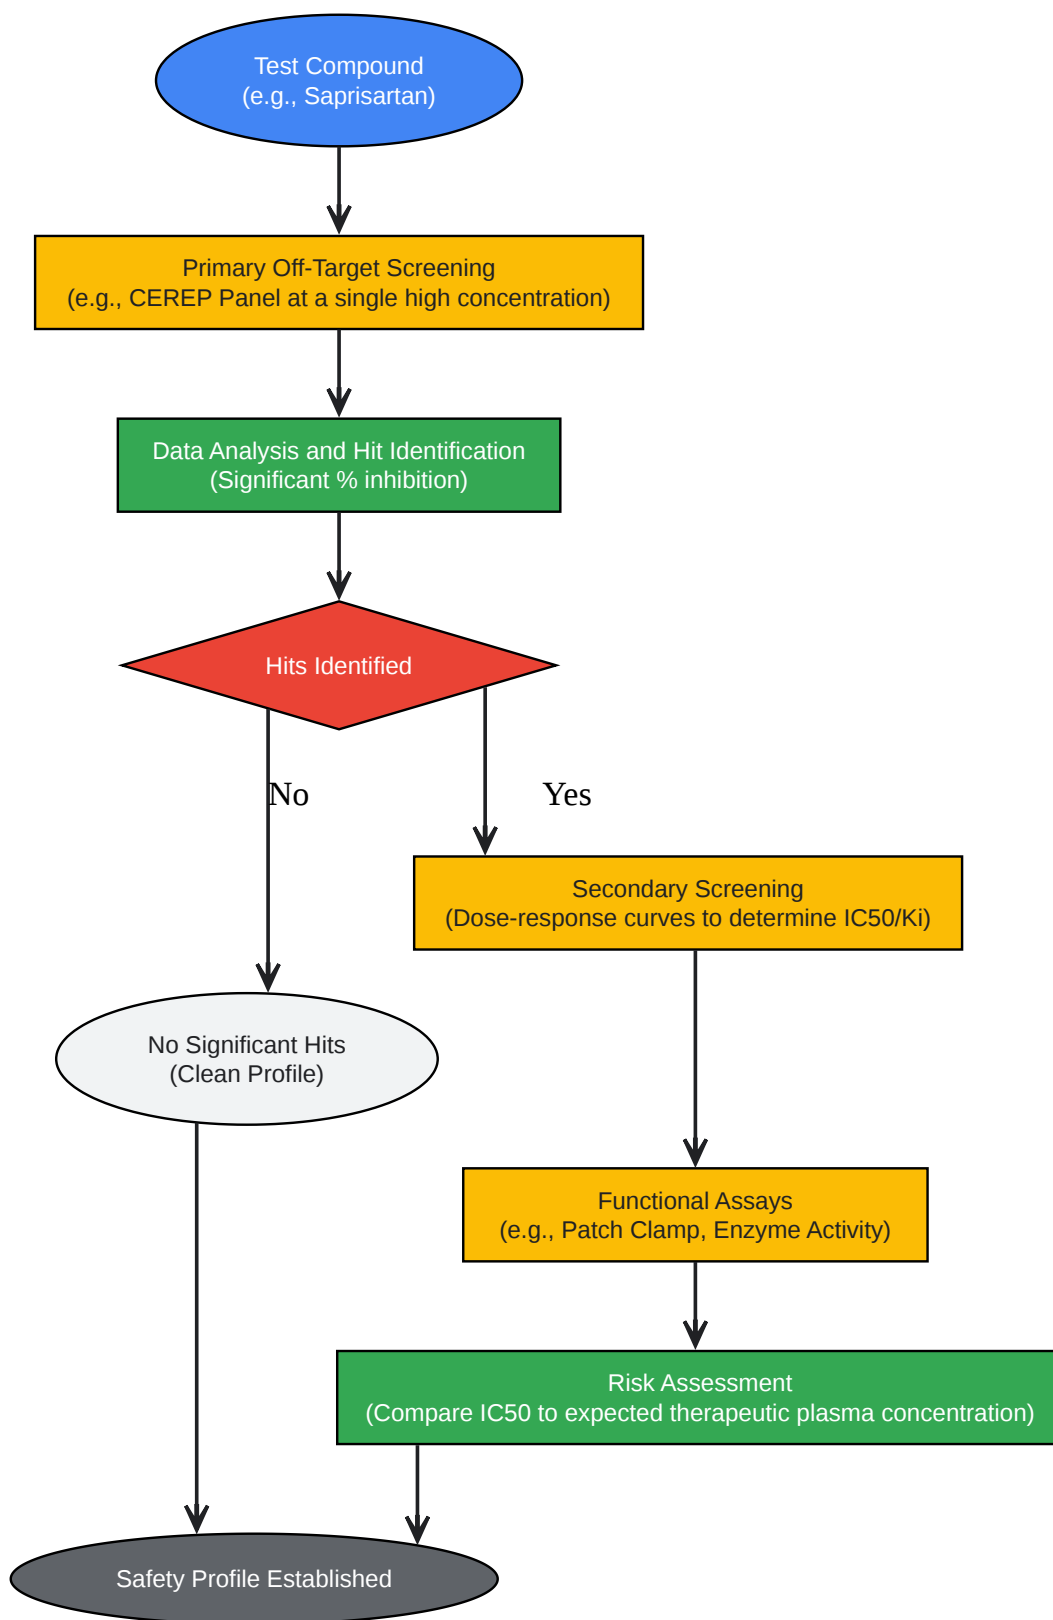 Test Compound
(e.g., Saprisartan)
Primary Off-Target Screening
(e.g., CEREP Panel at a single high concentration)
Data Analysis and Hit Identification
(Significant % inhibition)
Hits Identified
No
Yes
Secondary Screening
(Dose-response curves to determine IC50/Ki)
No Significant Hits
(Clean Profile)
Functional Assays
(e.g., Patch Clamp, Enzyme Activity)
Risk Assessment
(Compare IC50 to expected therapeutic plasma concentration)
Safety Profile Established